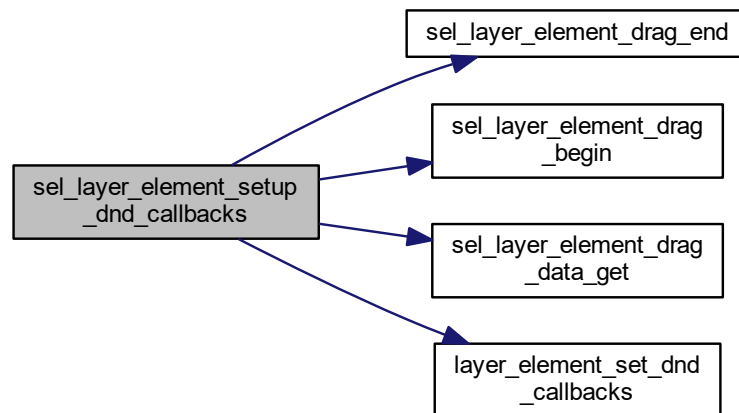 sel_layer_element_drag_end
sel_layer_element_drag
_begin
sel_layer_element_setup
_dnd_callbacks
sel_layer_element_drag
_data_get
layer_element_set_dnd
_callbacks